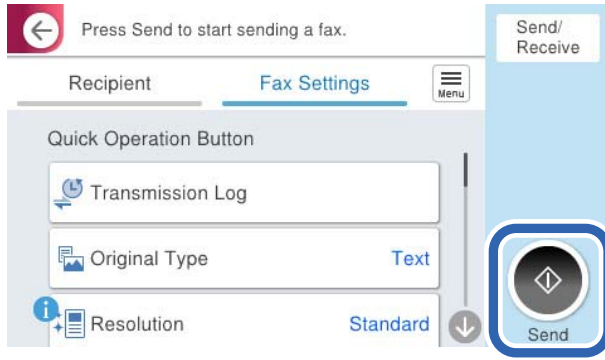 Press Send to start sending a fax.
Send/
Receive
Recipient
Fax Settings
Menu
Quick Operation Button
Transmission Log
Original Type
Text
i
Resolution
Standard
Send